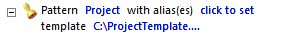 Pattern Project with alias(es) click to set
template C:\ProjectTemplate....